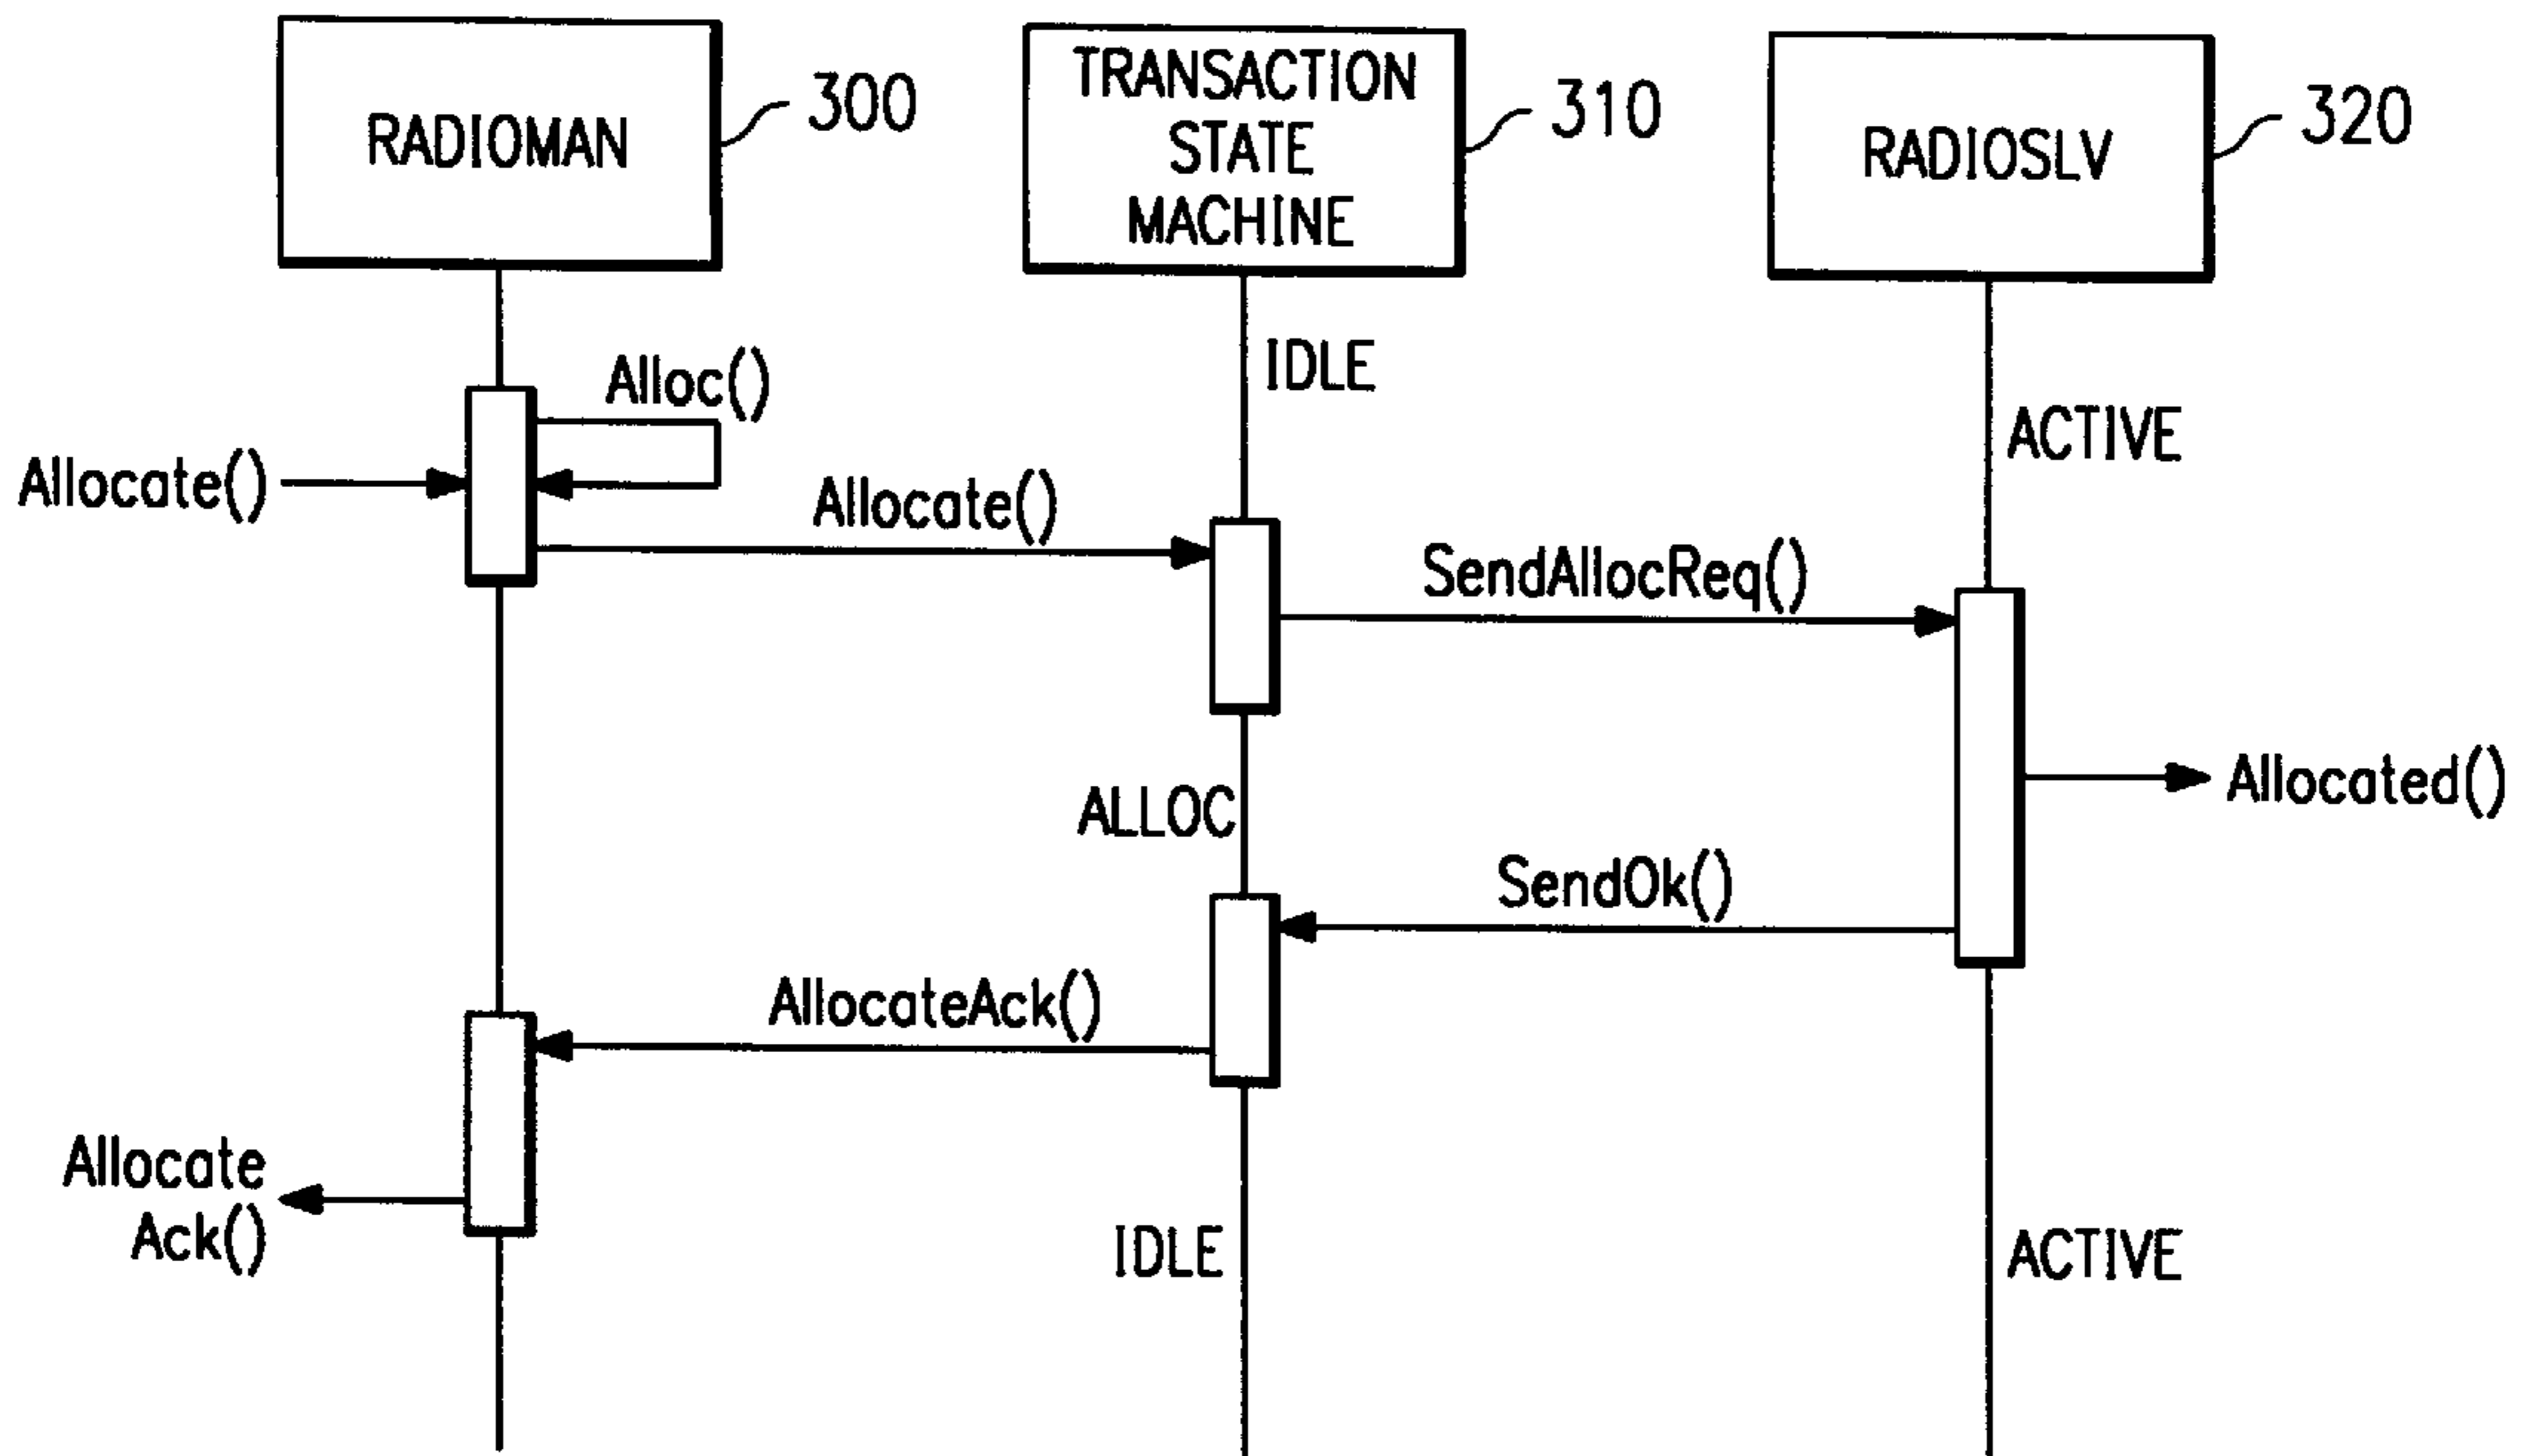 RADIOMAN
300
TRANSACTION
STATE
MACHINE
310
RADIOSLV
320
IDLE
Alloc()
ACTIVE
Allocate()
Allocate()
SendAllocReq()
Allocated()
ALLOC
SendOk()
AllocateAck()
Allocate
Ack()
IDLE
ACTIVE